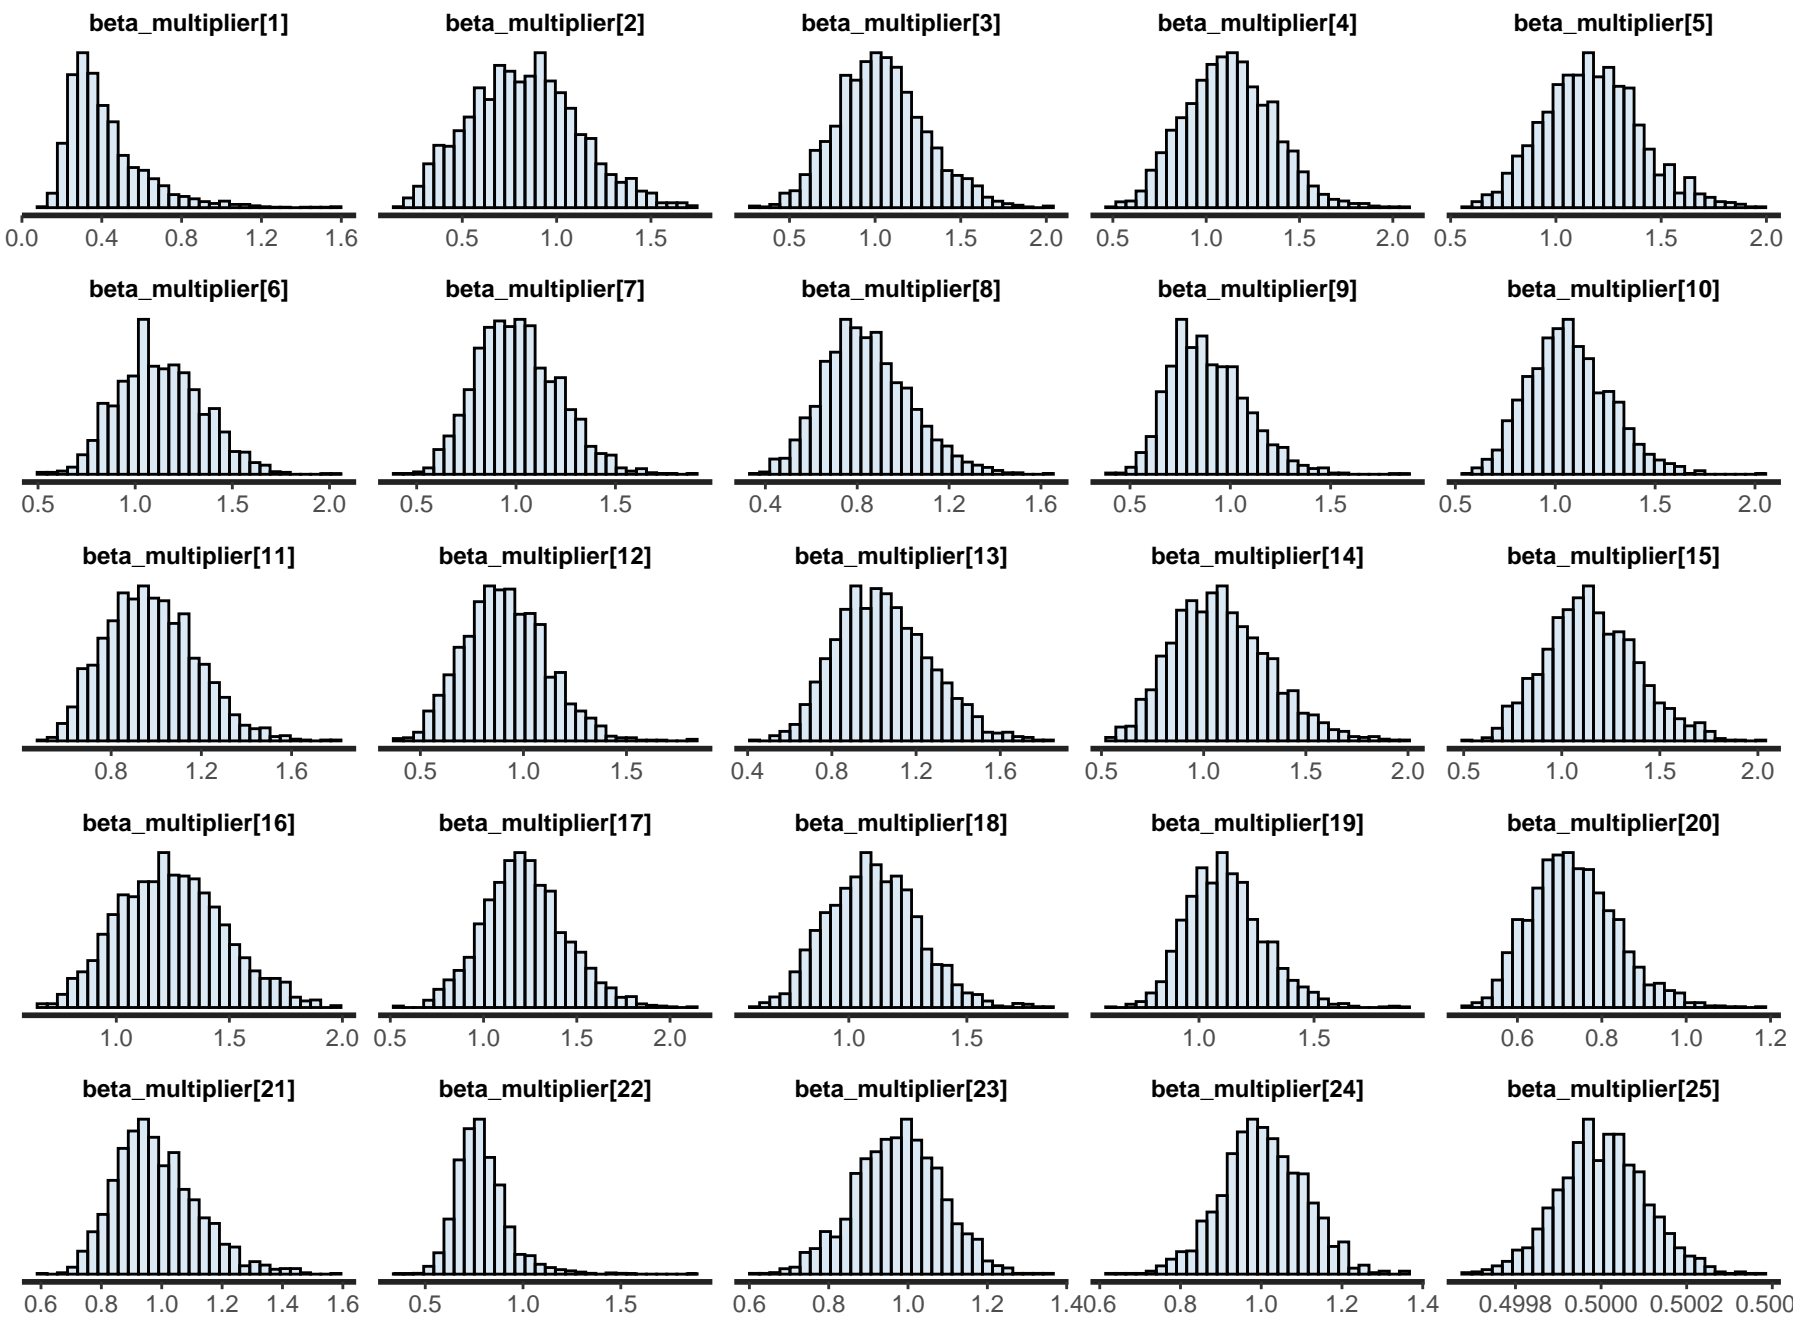 beta_multiplier[1] beta_multiplier[2] beta_multiplier[3] beta_multiplier[4] beta_multiplier[5]
0.0 0.4 0.8 1.2 1.6 0.5 1.0 1.5 0.5 1.0 1.5 2.0 0.5 1.0 1.5 2.0 0.5 1.0 1.5 2.0
beta_multiplier[6] beta_multiplier[7] beta_multiplier[8] beta_multiplier[9] beta_multiplier[10]
0.5 1.0 1.5 2.0 0.5 1.0 1.5 0.4 0.8 1.2 1.6 0.5 1.0 1.5 0.5 1.0 1.5 2.0
beta_multiplier[11] beta_multiplier[12] beta_multiplier[13] beta_multiplier[14] beta_multiplier[15]
0.8 1.2 1.6 0.5 1.0 1.5 0.4 0.8 1.2 1.6 0.5 1.0 1.5 2.0 0.5 1.0 1.5 2.0
beta_multiplier[16] beta_multiplier[17] beta_multiplier[18] beta_multiplier[19] beta_multiplier[20]
1.0 1.5 2.0 0.5 1.0 1.5 2.0 1.0 1.5 1.0 1.5 0.6 0.8 1.0 1.2
beta_multiplier[21] beta_multiplier[22] beta_multiplier[23] beta_multiplier[24] beta_multiplier[25]
0.6 0.8 1.0 1.2 1.4 1.6 0.5 1.0 1.5 0.6 0.8 1.0 1.2 1.4 0.6 0.8 1.0 1.2 1.4 0.4998 0.5000 0.5002 0.500